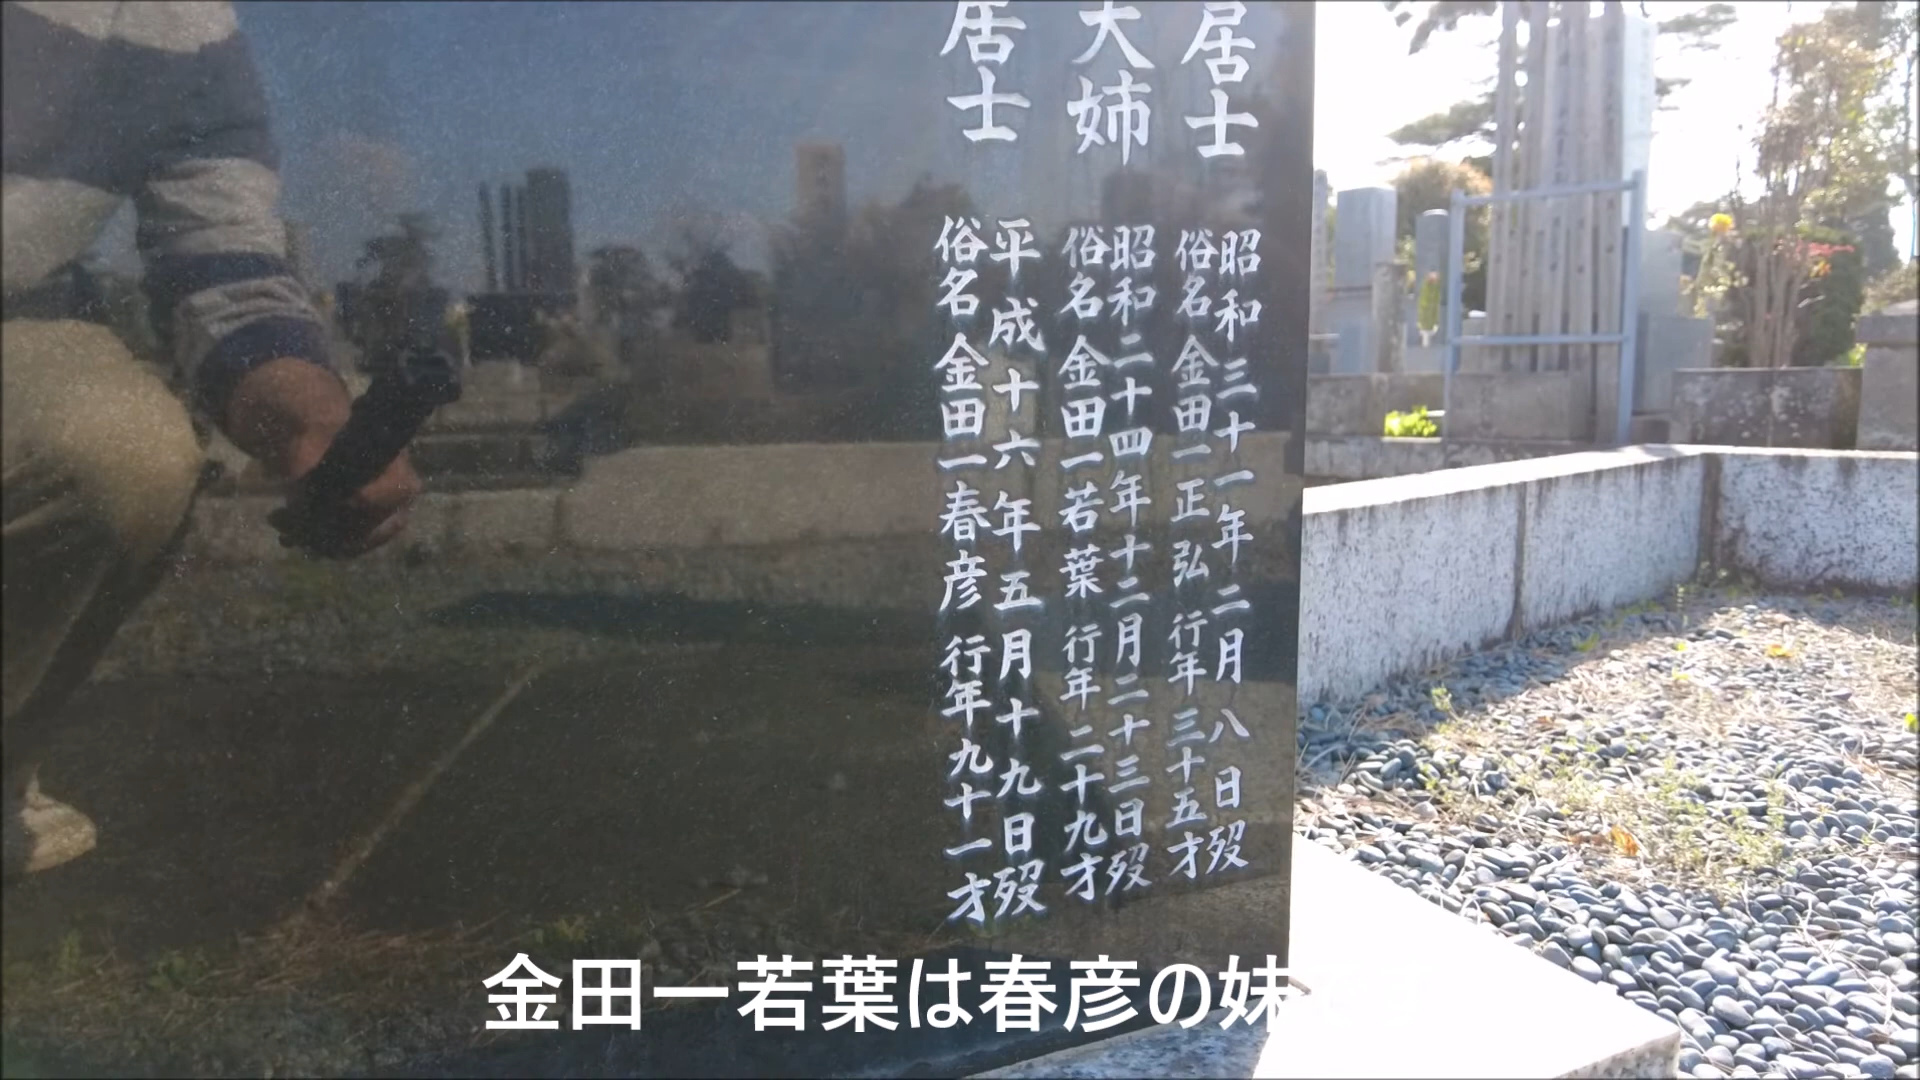 居士
昭和三十一年二月八日歿
俗名金田一正弘 行年三十五才
大姉
昭和二十四年十二月二十三日歿
俗名金田一若葉 行年二十九才
居士
平成十六年五月十九日歿
俗名金田一春彦 行年九十一才
金田一若葉は春彦の妹